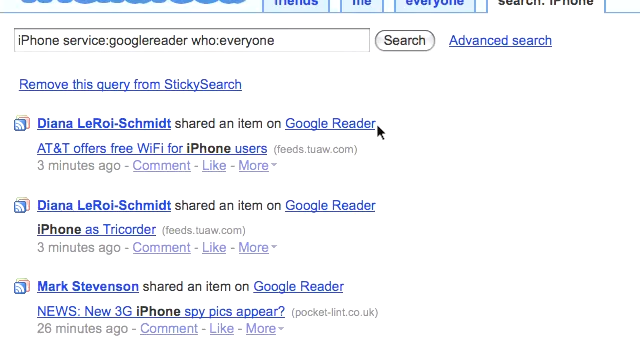 friends me everyone search: iPhone
iPhone service:googlereader who:everyone Search Advanced search
Remove this query from StickySearch
Diana LeRoi-Schmidt shared an item on Google Reader
AT&T offers free WiFi for iPhone users (feeds.tuaw.com)
3 minutes ago - Comment - Like - More
Diana LeRoi-Schmidt shared an item on Google Reader
iPhone as Tricorder (feeds.tuaw.com)
3 minutes ago - Comment - Like - More
Mark Stevenson shared an item on Google Reader
NEWS: New 3G iPhone spy pics appear? (pocket-lint.co.uk)
26 minutes ago - Comment - Like - More